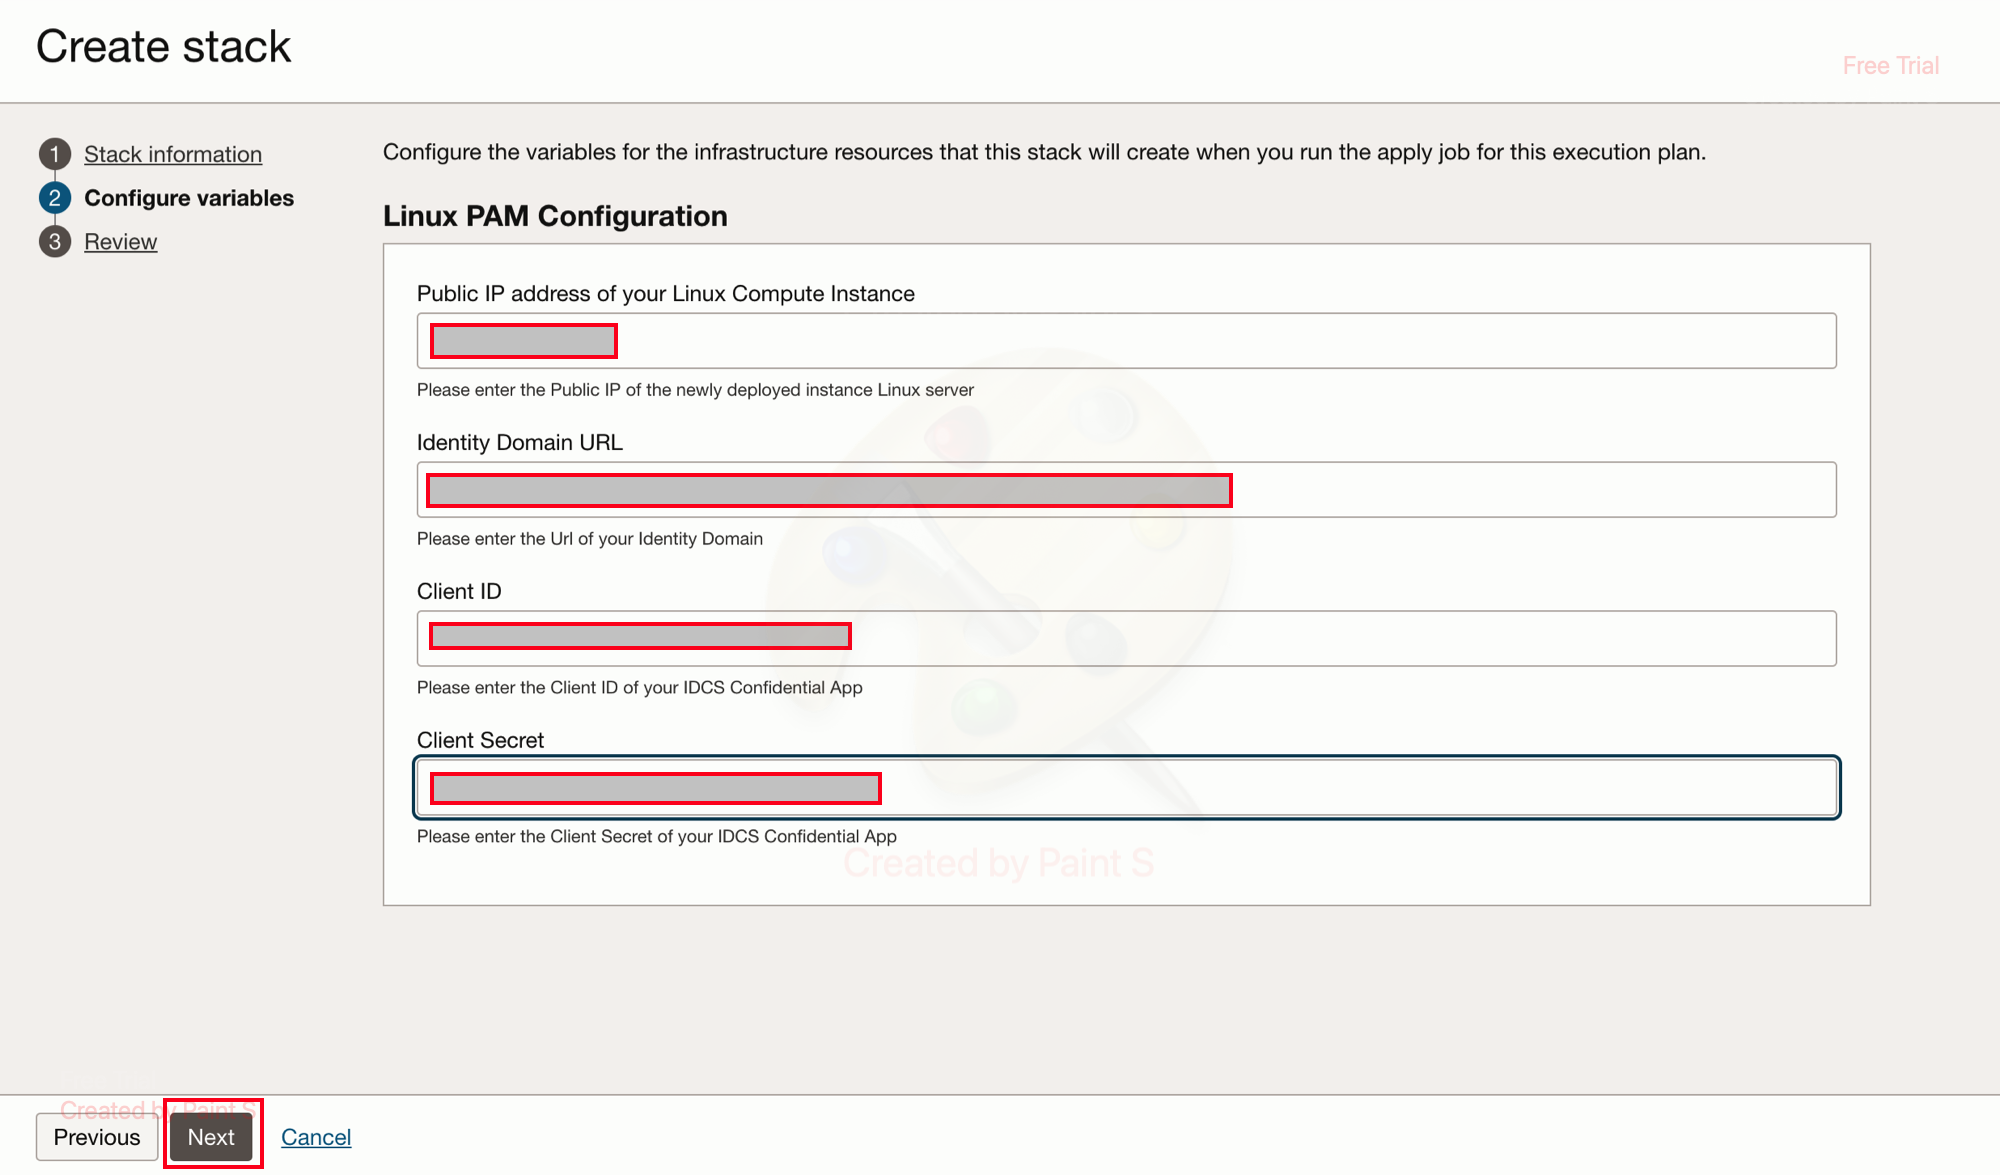 Create stack
Free Trial
1 Stack information
2 Configure variables
3 Review
Configure the variables for the infrastructure resources that this stack will create when you run the apply job for this execution plan.
Linux PAM Configuration
Public IP address of your Linux Compute Instance
Please enter the Public IP of the newly deployed instance Linux server
Identity Domain URL
Please enter the Url of your Identity Domain
Client ID
Please enter the Client ID of your IDCS Confidential App
Client Secret
Please enter the Client Secret of your IDCS Confidential App
Created by Paint S
Created by Paint S
Previous Next Cancel